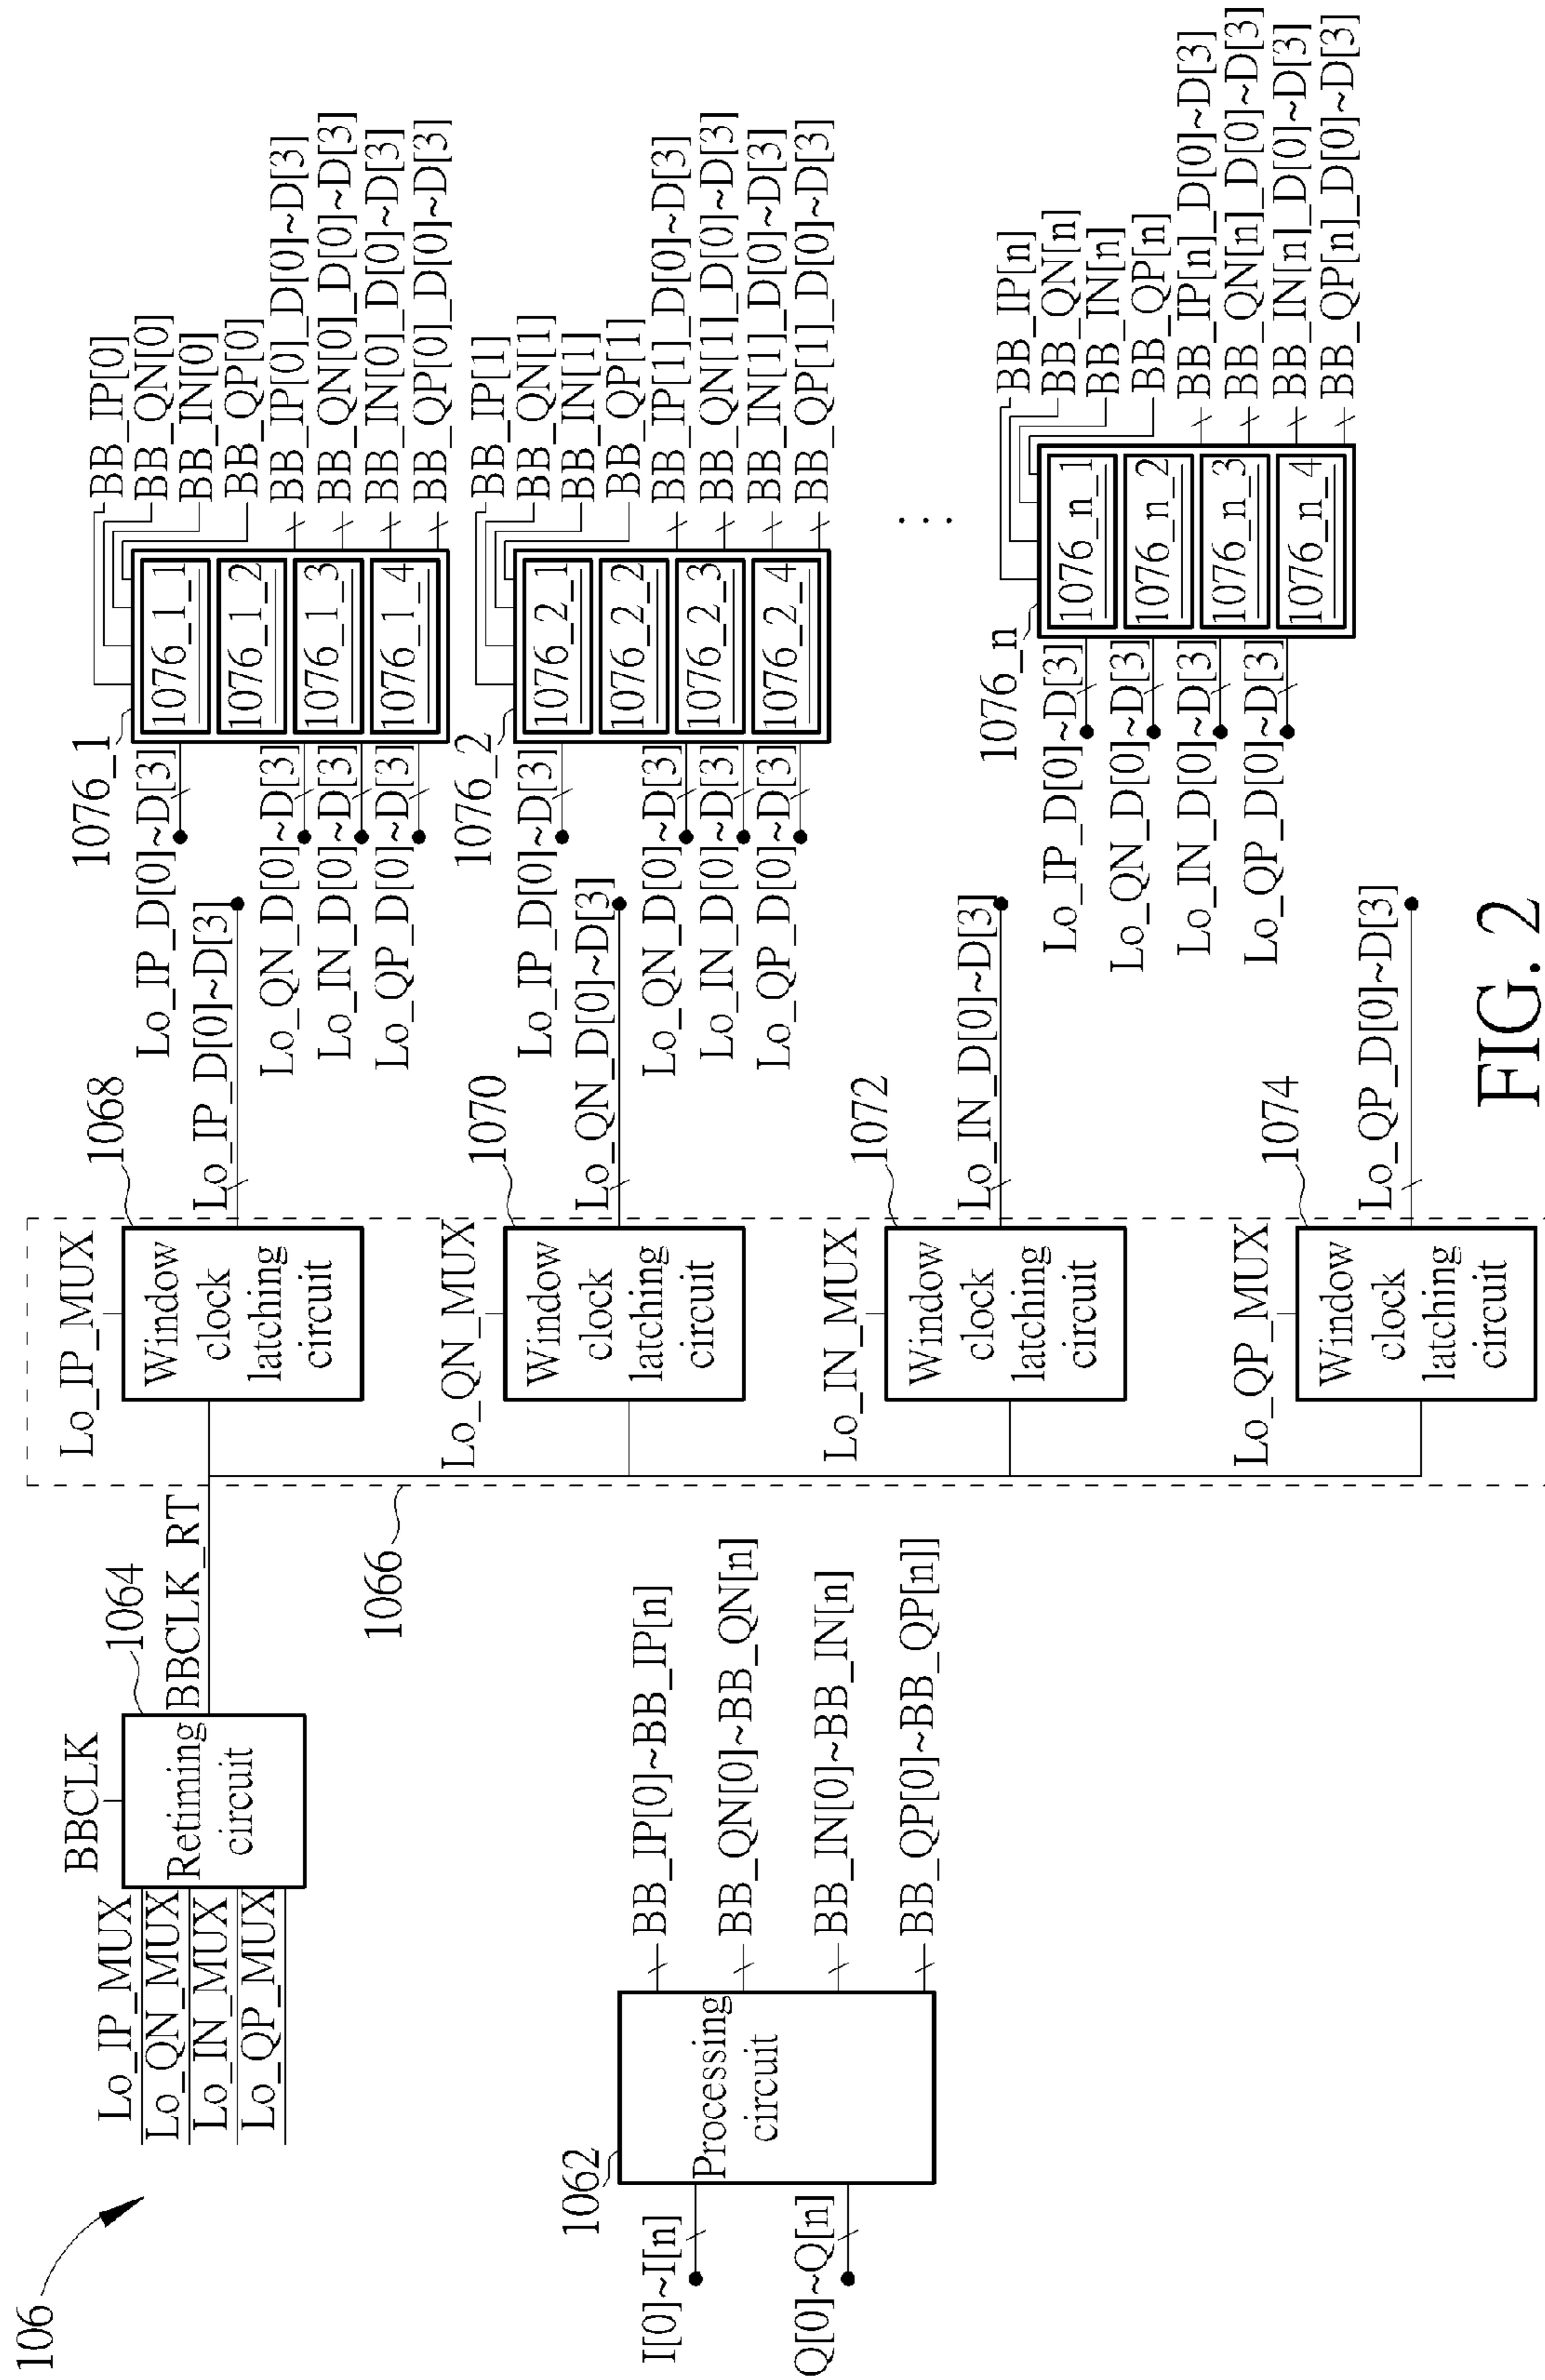 106
Lo_IP_MUX
Lo_QN_MUX
Lo_IN_MUX
Lo_QP_MUX
BBCLK
1064
Retiming
circuit
BBCLK_RT
1062
I[0]~I[n]
Q[0]~Q[n]
Processing
circuit
BB_IP[0]~BB_IP[n]
BB_QN[0]~BB_QN[n]
BB_IN[0]~BB_IN[n]
BB_QP[0]~BB_QP[n]]
1066
Lo_IP_MUX
1068
Window
clock
latching
circuit
Lo_IP_D[0]~D[3]
Lo_QN_MUX
1070
Window
clock
latching
circuit
Lo_QN_D[0]~D[3]
Lo_IN_MUX
1072
Window
clock
latching
circuit
Lo_IN_D[0]~D[3]
Lo_QP_MUX
1074
Window
clock
latching
circuit
Lo_QP_D[0]~D[3]
1076_1
Lo_IP_D[0]~D[3]
Lo_QN_D[0]~D[3]
Lo_IN_D[0]~D[3]
Lo_QP_D[0]~D[3]
1076_1_1
1076_1_2
1076_1_3
1076_1_4
BB_IP[0]
BB_QN[0]
BB_IN[0]
BB_QP[0]
BB_IP[0]_D[0]~D[3]
BB_QN[0]_D[0]~D[3]
BB_IN[0]_D[0]~D[3]
BB_QP[0]_D[0]~D[3]
1076_2
Lo_IP_D[0]~D[3]
Lo_QN_D[0]~D[3]
Lo_IN_D[0]~D[3]
Lo_QP_D[0]~D[3]
1076_2_1
1076_2_2
1076_2_3
1076_2_4
BB_IP[1]
BB_QN[1]
BB_IN[1]
BB_QP[1]
BB_IP[1]_D[0]~D[3]
BB_QN[1]_D[0]~D[3]
BB_IN[1]_D[0]~D[3]
BB_QP[1]_D[0]~D[3]
...
1076_n
Lo_IP_D[0]~D[3]
Lo_QN_D[0]~D[3]
Lo_IN_D[0]~D[3]
Lo_QP_D[0]~D[3]
1076_n_1
1076_n_2
1076_n_3
1076_n_4
BB_IP[n]
BB_QN[n]
BB_IN[n]
BB_QP[n]
BB_IP[n]_D[0]~D[3]
BB_QN[n]_D[0]~D[3]
BB_IN[n]_D[0]~D[3]
BB_QP[n]_D[0]~D[3]
FIG. 2